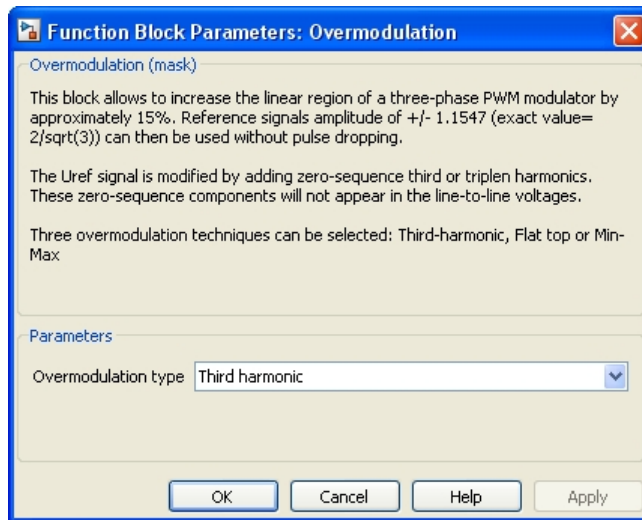 Function Block Parameters: Overmodulation
Overmodulation (mask)
This block allows to increase the linear region of a three-phase PWM modulator by
approximately 15%. Reference signals amplitude of +/- 1.1547 (exact value=
2/sqrt(3)) can then be used without pulse dropping.
The Uref signal is modified by adding zero-sequence third or triplen harmonics.
These zero-sequence components will not appear in the line-to-line voltages.
Three overmodulation techniques can be selected: Third-harmonic, Flat top or Min-
Max
Parameters
Overmodulation type Third harmonic
OK Cancel Help Apply